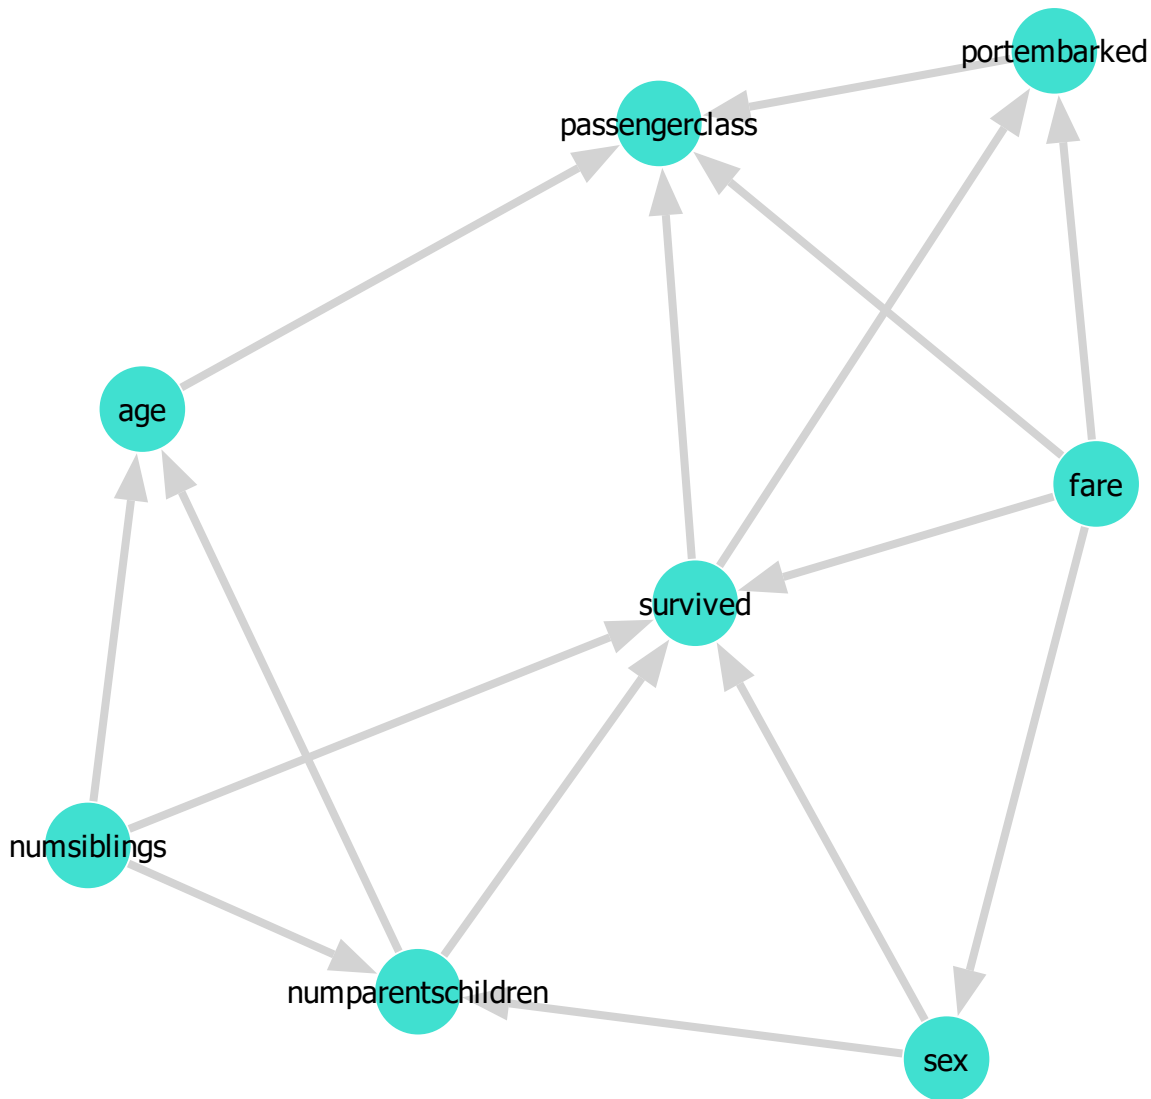 portembarked
passengerclass
age
fare
survived
numsiblings
numparentschildren
sex